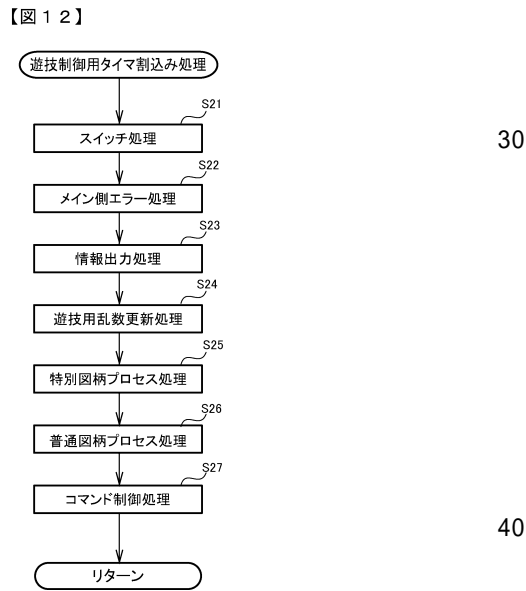 【図１２】
遊技制御用タイマ割込み処理
S21
スイッチ処理
30
S22
メイン側エラー処理
S23
情報出力処理
S24
遊技用乱数更新処理
S25
特別図柄プロセス処理
S26
普通図柄プロセス処理
S27
コマンド制御処理
40
リターン